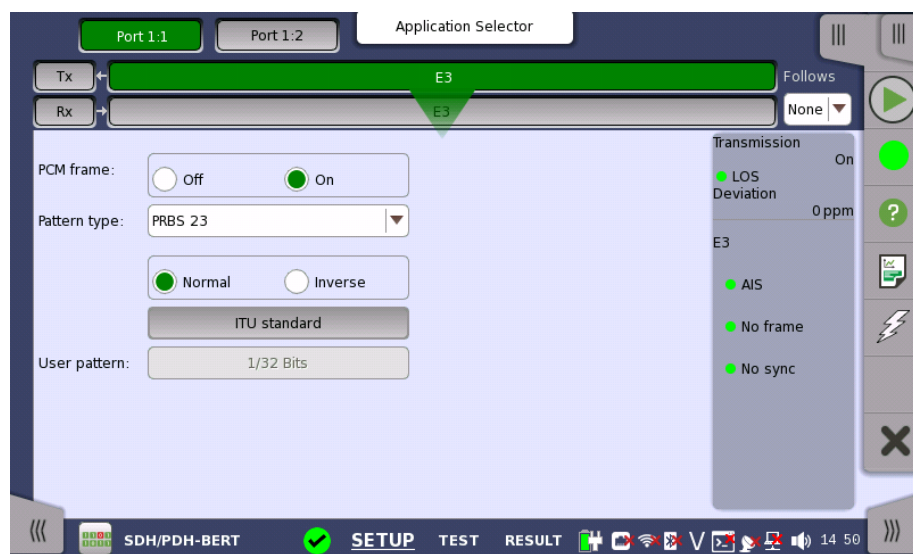 Port 1:1
Port 1:2
Application Selector
Tx
E3
Follows
Rx
E3
None
PCM frame:
Off
On
Pattern type:
PRBS 23
Normal
Inverse
ITU standard
User pattern:
1/32 Bits
Transmission
On
LOS
Deviation
0 ppm
E3
AIS
No frame
No sync
SDH/PDH-BERT
SETUP
TEST
RESULT
V
14 50